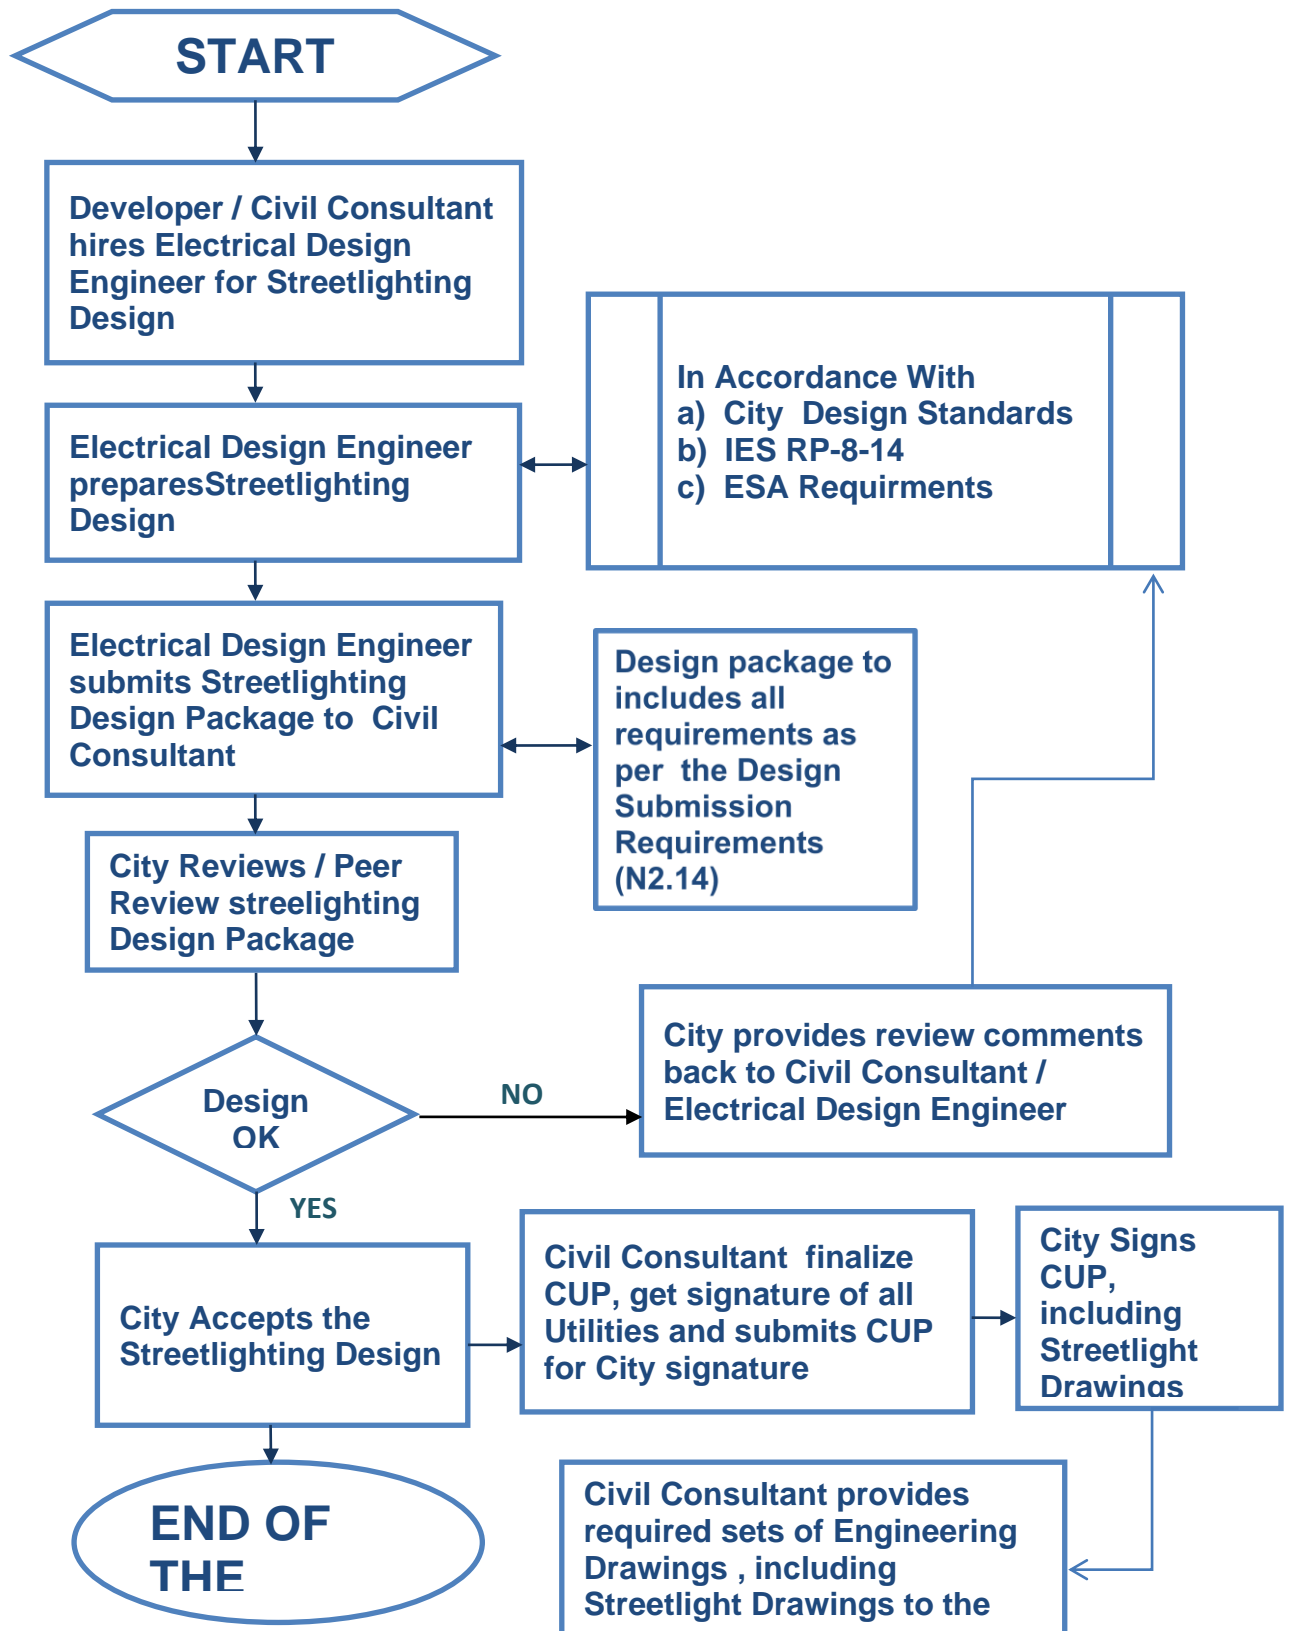 START
Developer / Civil Consultant
hires Electrical Design
Engineer for Streetlighting
Design
In Accordance With
a) City Design Standards
b) IES RP-8-14
c) ESA Requirments
Electrical Design Engineer
preparesStreetlighting
Design
Electrical Design Engineer
submits Streetlighting
Design Package to Civil
Consultant
Design package to
includes all
requirements as
per the Design
Submission
Requirements
(N2.14)
City Reviews / Peer
Review streelighting
Design Package
City provides review comments
back to Civil Consultant /
Electrical Design Engineer
Design
OK
NO
YES
City Accepts the
Streetlighting Design
Civil Consultant finalize
CUP, get signature of all
Utilities and submits CUP
for City signature
City Signs
CUP,
including
Streetlight
Drawings
END OF
THE
Civil Consultant provides
required sets of Engineering
Drawings , including
Streetlight Drawings to the